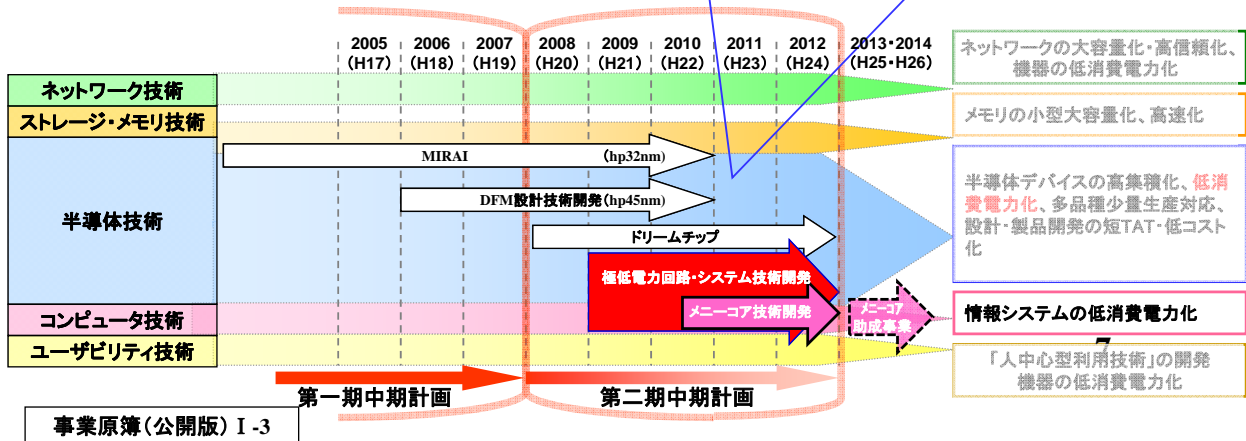 2005 2006 2007 2008 2009 2010 2011 2012 2013・2014
(H17) (H18) (H19) (H20) (H21) (H22) (H23) (H24) (H25・H26)
ネットワーク技術
ストレージ・メモリ技術
半導体技術
コンピュータ技術
ユーザビリティ技術
MIRAI (hp32nm)
DFM設計技術開発(hp45nm)
ドリームチップ
極低電力回路・システム技術開発
メニーコア技術開発
メニーコア
助成事業
ネットワークの大容量化・高信頼化、
機器の低消費電力化
メモリの小型大容量化、高速化
半導体デバイスの高集積化、低消
費電力化、多品種少量生産対応、
設計・製品開発の短TAT・低コスト
化
情報システムの低消費電力化
7
「人中心型利用技術」の開発
機器の低消費電力化
第一期中期計画
第二期中期計画
事業原簿(公開版) I -3